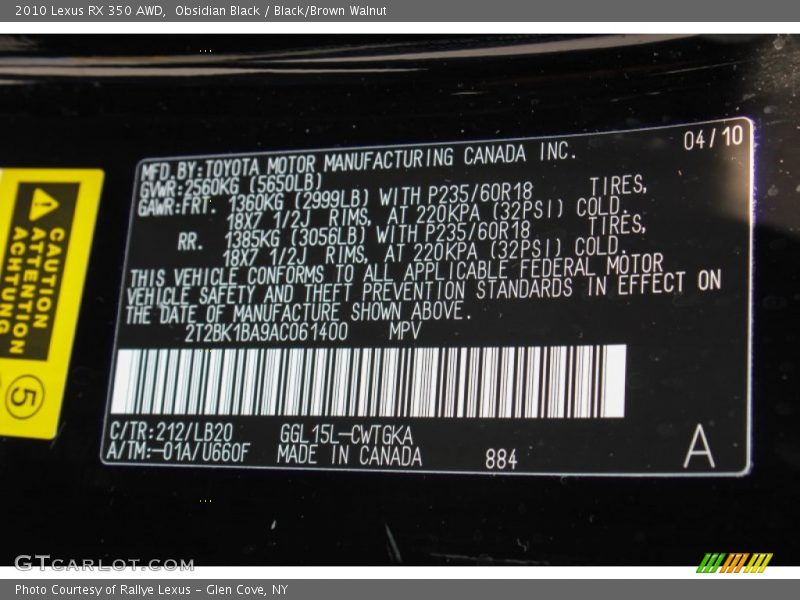 2010 Lexus RX 350 AWD, Obsidian Black / Black/Brown Walnut
04/10
MFD.BY:TOYOTA MOTOR MANUFACTURING CANADA INC.
GVWR:2560KG (5650LB)
GAWR:FRT. 1360KG (2999LB) WITH P235/60R18 TIRES,
18X7 1/2J RIMS, AT 220KPA (32PSI) COLD.
RR. 1385KG (3056LB) WITH P235/60R18 TIRES,
18X7 1/2J RIMS, AT 220KPA (32PSI) COLD.
THIS VEHICLE CONFORMS TO ALL APPLICABLE FEDERAL MOTOR
VEHICLE SAFETY AND THEFT PREVENTION STANDARDS IN EFFECT ON
THE DATE OF MANUFACTURE SHOWN ABOVE.
2T2BK1BA9AC061400 MPV
C/TR:212/LB20 GGL15L-CWTGKA
A/TM:-01A/U660F MADE IN CANADA 884
A
CAUTION
ATTENTION
ACHTUNG
5
GTCARLOT.COM
Photo Courtesy of Rallye Lexus - Glen Cove, NY